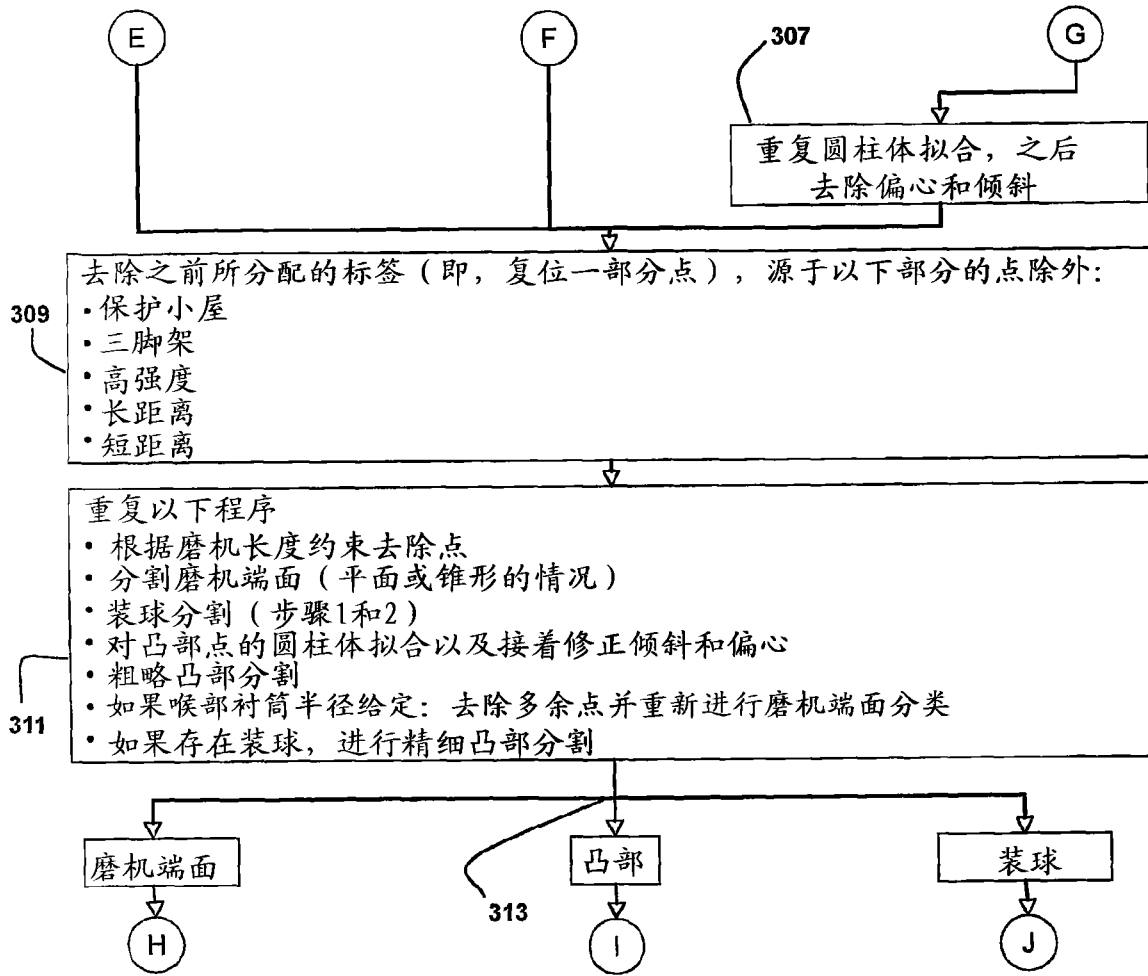 E
F
G
307
重复圆柱体拟合，之后
去除偏心和倾斜
去除之前所分配的标签（即，复位一部分点），源于以下部分的点除外：
309
•保护小屋
•三脚架
•高强度
•长距离
•短距离
重复以下程序
• 根据磨机长度约束去除点
• 分割磨机端面（平面或锥形的情况）
• 装球分割（步骤1和2）
• 对凸部点的圆柱体拟合以及接着修正倾斜和偏心
• 粗略凸部分割
• 如果喉部衬筒半径给定：去除多余点并重新进行磨机端面分类
311
• 如果存在装球，进行精细凸部分割
磨机端面
凸部
装球
313
H
I
J